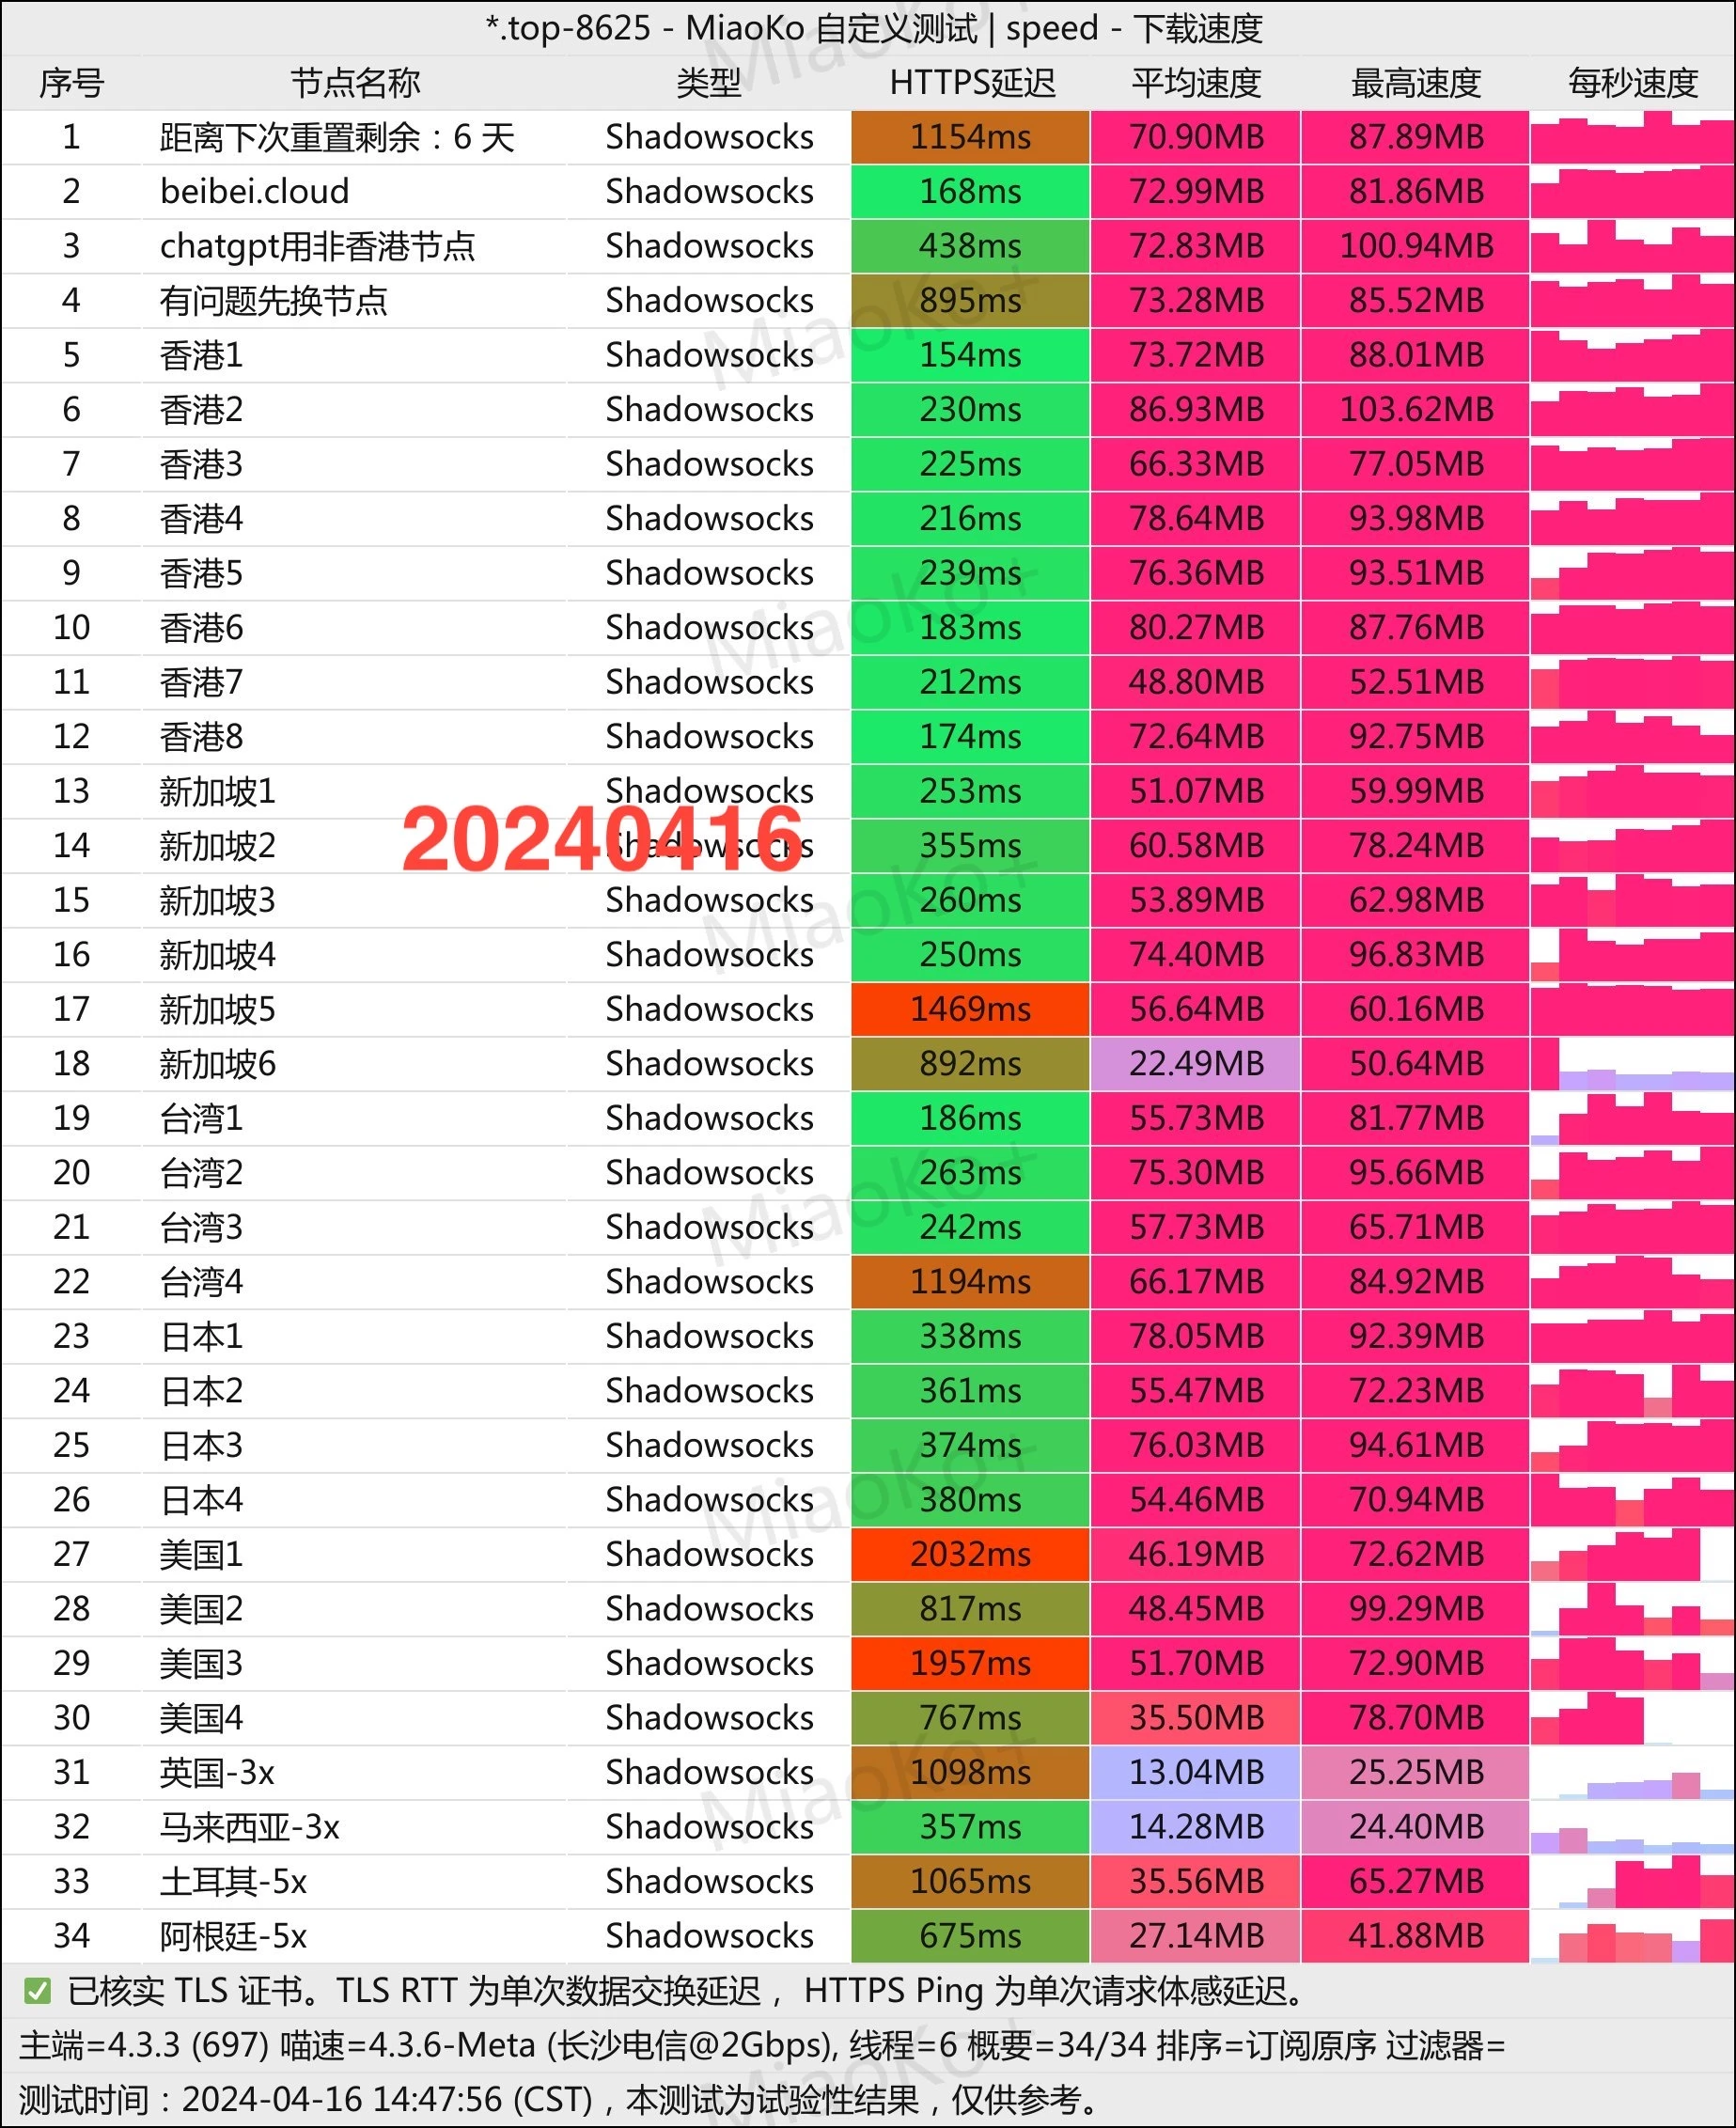 *.top-8625 - MiaoKo 自定义测试 | speed - 下载速度
序号 节点名称 类型 HTTPS延迟 平均速度 最高速度 每秒速度
1 距离下次重置剩余：6 天 Shadowsocks 1154ms 70.90MB 87.89MB
2 beibei.cloud Shadowsocks 168ms 72.99MB 81.86MB
3 chatgpt用非香港节点 Shadowsocks 438ms 72.83MB 100.94MB
4 有问题先换节点 Shadowsocks 895ms 73.28MB 85.52MB
5 香港1 Shadowsocks 154ms 73.72MB 88.01MB
6 香港2 Shadowsocks 230ms 86.93MB 103.62MB
7 香港3 Shadowsocks 225ms 66.33MB 77.05MB
8 香港4 Shadowsocks 216ms 78.64MB 93.98MB
9 香港5 Shadowsocks 239ms 76.36MB 93.51MB
10 香港6 Shadowsocks 183ms 80.27MB 87.76MB
11 香港7 Shadowsocks 212ms 48.80MB 52.51MB
12 香港8 Shadowsocks 174ms 72.64MB 92.75MB
13 新加坡1 Shadowsocks 253ms 51.07MB 59.99MB
20240416
14 新加坡2 Shadowsocks 355ms 60.58MB 78.24MB
15 新加坡3 Shadowsocks 260ms 53.89MB 62.98MB
16 新加坡4 Shadowsocks 250ms 74.40MB 96.83MB
17 新加坡5 Shadowsocks 1469ms 56.64MB 60.16MB
18 新加坡6 Shadowsocks 892ms 22.49MB 50.64MB
19 台湾1 Shadowsocks 186ms 55.73MB 81.77MB
20 台湾2 Shadowsocks 263ms 75.30MB 95.66MB
21 台湾3 Shadowsocks 242ms 57.73MB 65.71MB
22 台湾4 Shadowsocks 1194ms 66.17MB 84.92MB
23 日本1 Shadowsocks 338ms 78.05MB 92.39MB
24 日本2 Shadowsocks 361ms 55.47MB 72.23MB
25 日本3 Shadowsocks 374ms 76.03MB 94.61MB
26 日本4 Shadowsocks 380ms 54.46MB 70.94MB
27 美国1 Shadowsocks 2032ms 46.19MB 72.62MB
28 美国2 Shadowsocks 817ms 48.45MB 99.29MB
29 美国3 Shadowsocks 1957ms 51.70MB 72.90MB
30 美国4 Shadowsocks 767ms 35.50MB 78.70MB
31 英国-3x Shadowsocks 1098ms 13.04MB 25.25MB
32 马来西亚-3x Shadowsocks 357ms 14.28MB 24.40MB
33 土耳其-5x Shadowsocks 1065ms 35.56MB 65.27MB
34 阿根廷-5x Shadowsocks 675ms 27.14MB 41.88MB
✅ 已核实 TLS 证书。TLS RTT 为单次数据交换延迟， HTTPS Ping 为单次请求体感延迟。
主端=4.3.3 (697) 喵速=4.3.6-Meta (长沙电信@2Gbps), 线程=6 概要=34/34 排序=订阅原序 过滤器=
测试时间：2024-04-16 14:47:56 (CST)，本测试为试验性结果，仅供参考。
MiaoKo+
MiaoKo+
MiaoKo+
MiaoKo+
MiaoKo+
MiaoKo+
MiaoKo+
MiaoKo+